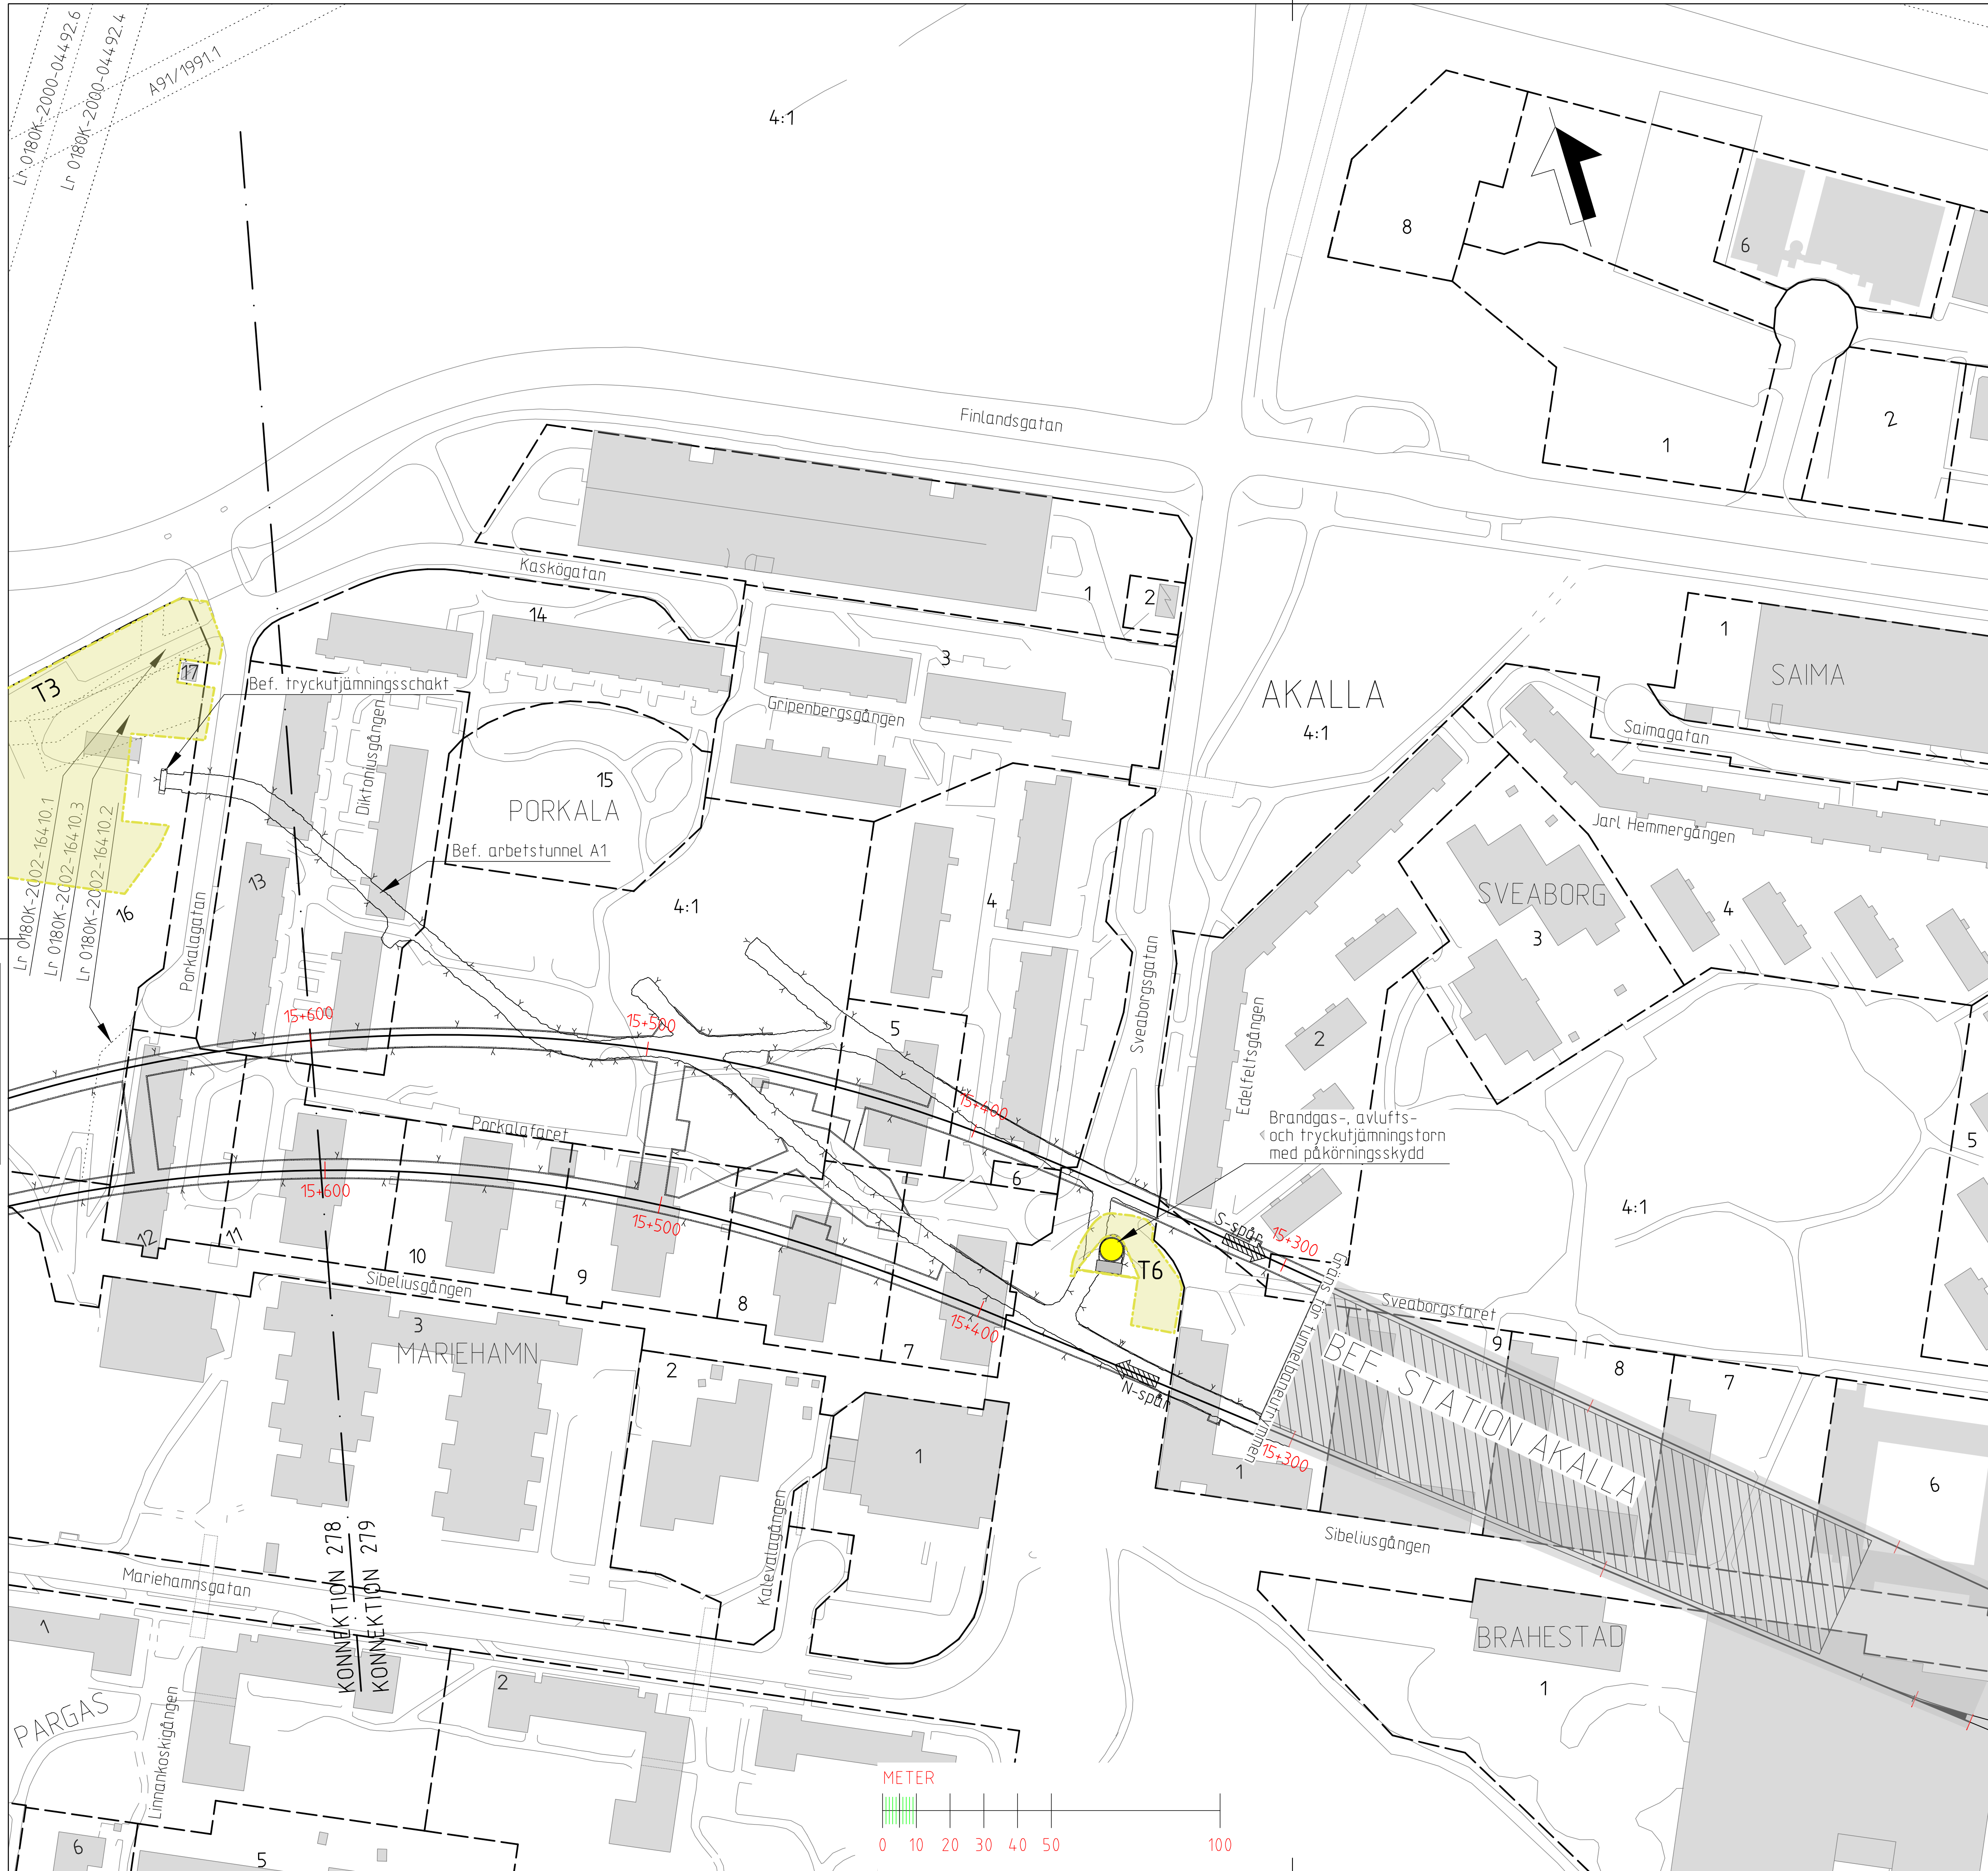 Lr 0180K-2000-04492.6
Lr 0180K-2000-04492.4
A91/1991.1
4:1
8
6
1
2
Finlandsgatan
Kaskögatan
14
1
2
3
Gripenbergsgången
T3
17
Bef. tryckutjämningsschakt
Diktoniusgången
15
PORKALA
AKALLA
4:1
1
SAIMA
Saimagatan
Jarl Hemmergången
Bef. arbetstunnel A1
13
Porkalagatan
16
Lr 0180K-2002-16410.1
Lr 0180K-2002-16410.3
Lr 0180K-2002-16410.2
4:1
4
SVEABORG
3
4
Sveaborgsgatan
Edelfeltsgången
2
15+600
15+500
5
15+400
Brandgas-, avlufts-
och tryckutjämningstorn
med påkörningsskydd
Porkalafaret
15+600
15+500
6
5
4:1
12
11
10
9
8
7
S-spår
15+300
T6
Sibeliusgången
3
MARIEHAMN
15+400
N-spår
Gräns för tunnelbaneutrymmen
Sveaborgsfaret
9
8
7
6
BEF. STATION AKALLA
2
1
1
15+300
Kalevalagången
Sibeliusgången
KONNEKTION 278
KONNEKTION 279
Mariehamnsgatan
1
BRAHESTAD
1
PARGAS
Linnankoskigången
2
6
5
METER
0 10 20 30 40 50 100